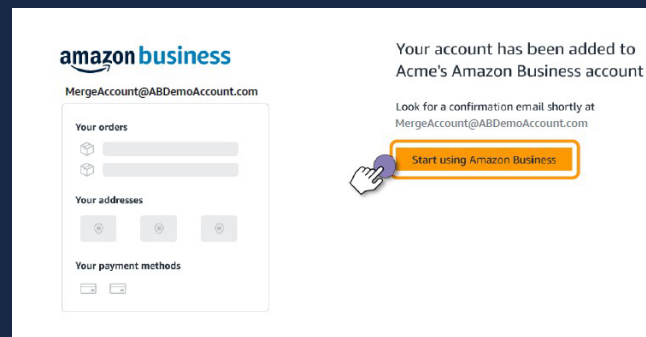 amazon business
MergeAccount@ABDemoAccount.com
Your orders
Your addresses
Your payment methods
Your account has been added to
Acme's Amazon Business account
Look for a confirmation email shortly at
MergeAccount@ABDemoAccount.com
Start using Amazon Business